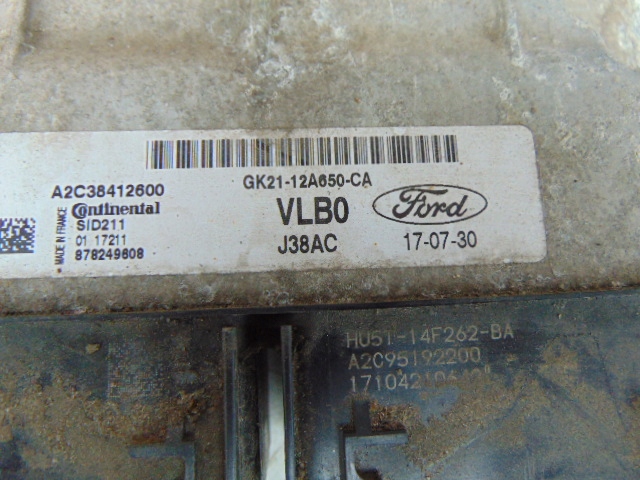 GK21-12A650-CA
A2C38412600
MADE IN FRANCE
Continental
SID211
01 17211
878249608
VLB0
J38AC
Ford
17-07-30
HU5T-14F262-BA
A2C95192200